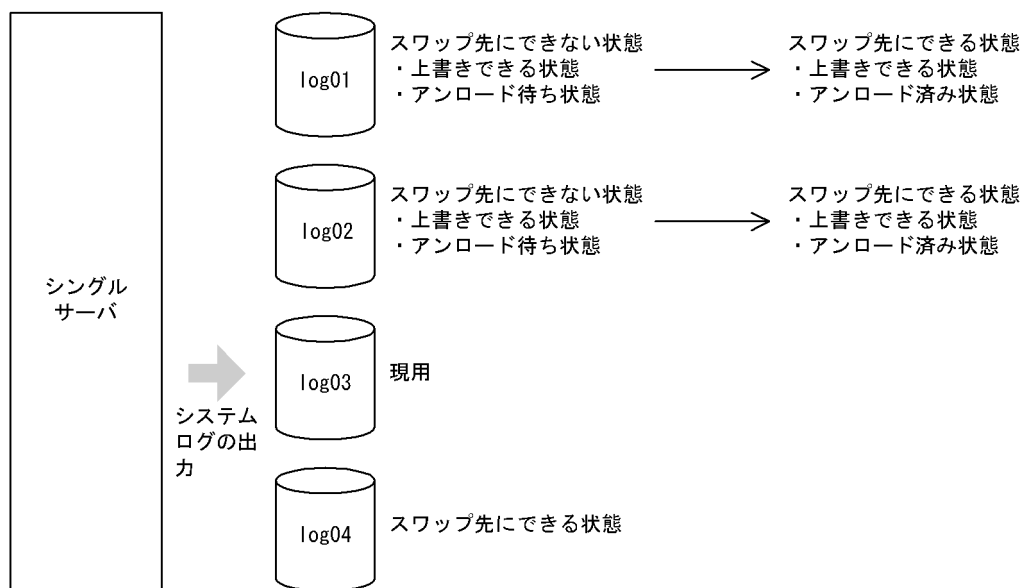 シングル
サーバ
システム
ログの出
力
log01
スワップ先にできない状態
・上書きできる状態
・アンロード待ち状態
スワップ先にできる状態
・上書きできる状態
・アンロード済み状態
log02
スワップ先にできない状態
・上書きできる状態
・アンロード待ち状態
スワップ先にできる状態
・上書きできる状態
・アンロード済み状態
log03
現用
log04
スワップ先にできる状態